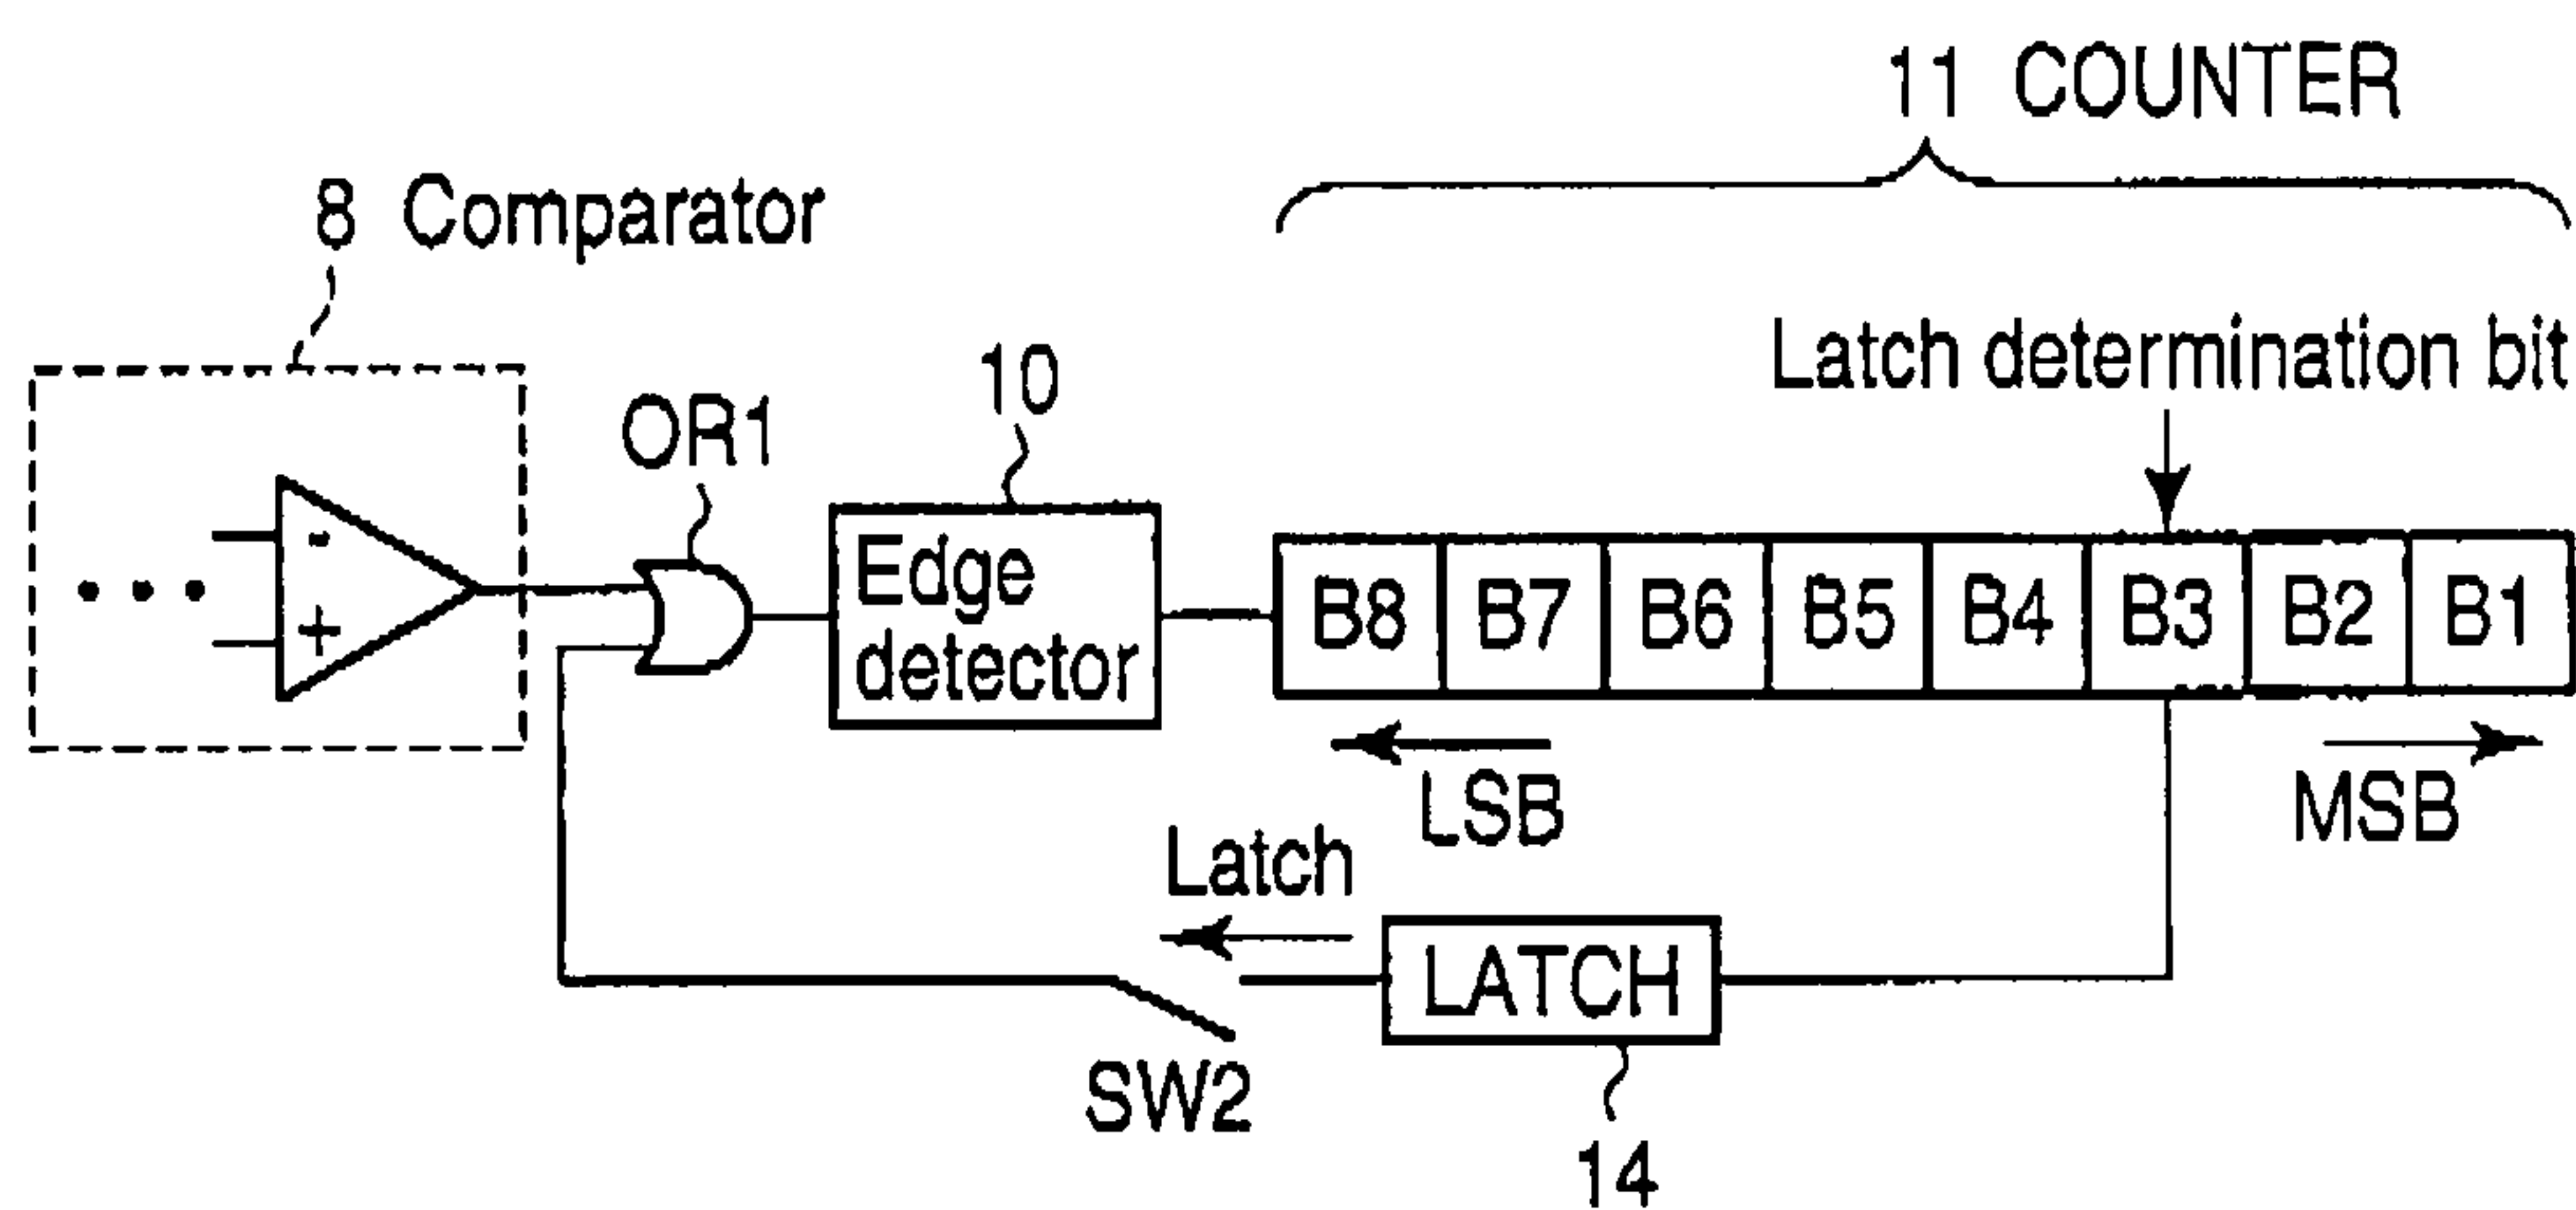 11 COUNTER
8 Comparator
Latch determination bit
10
OR1
-
+
Edge
detector
B8 B7 B6 B5 B4 B3 B2 B1
LSB
MSB
Latch
LATCH
SW2
14